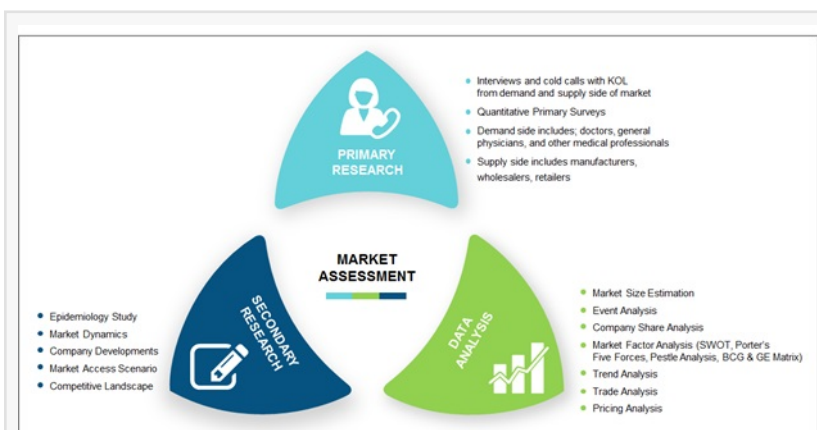 Interviews and cold calls with KOL
from demand and supply side of market
Quantitative Primary Surveys
Demand side includes; doctors, general
physicians, and other medical professionals
Supply side includes manufacturers,
wholesalers, retailers
PRIMARY
RESEARCH
MARKET
ASSESSMENT
SECONDARY
RESEARCH
Epidemiology Study
Market Dynamics
Company Developments
Market Access Scenario
Competitive Landscape
DATA
ANALYSIS
Market Size Estimation
Event Analysis
Company Share Analysis
Market Factor Analysis (SWOT, Porter's
Five Forces, Pestle Analysis, BCG & GE Matrix)
Trend Analysis
Trade Analysis
Pricing Analysis